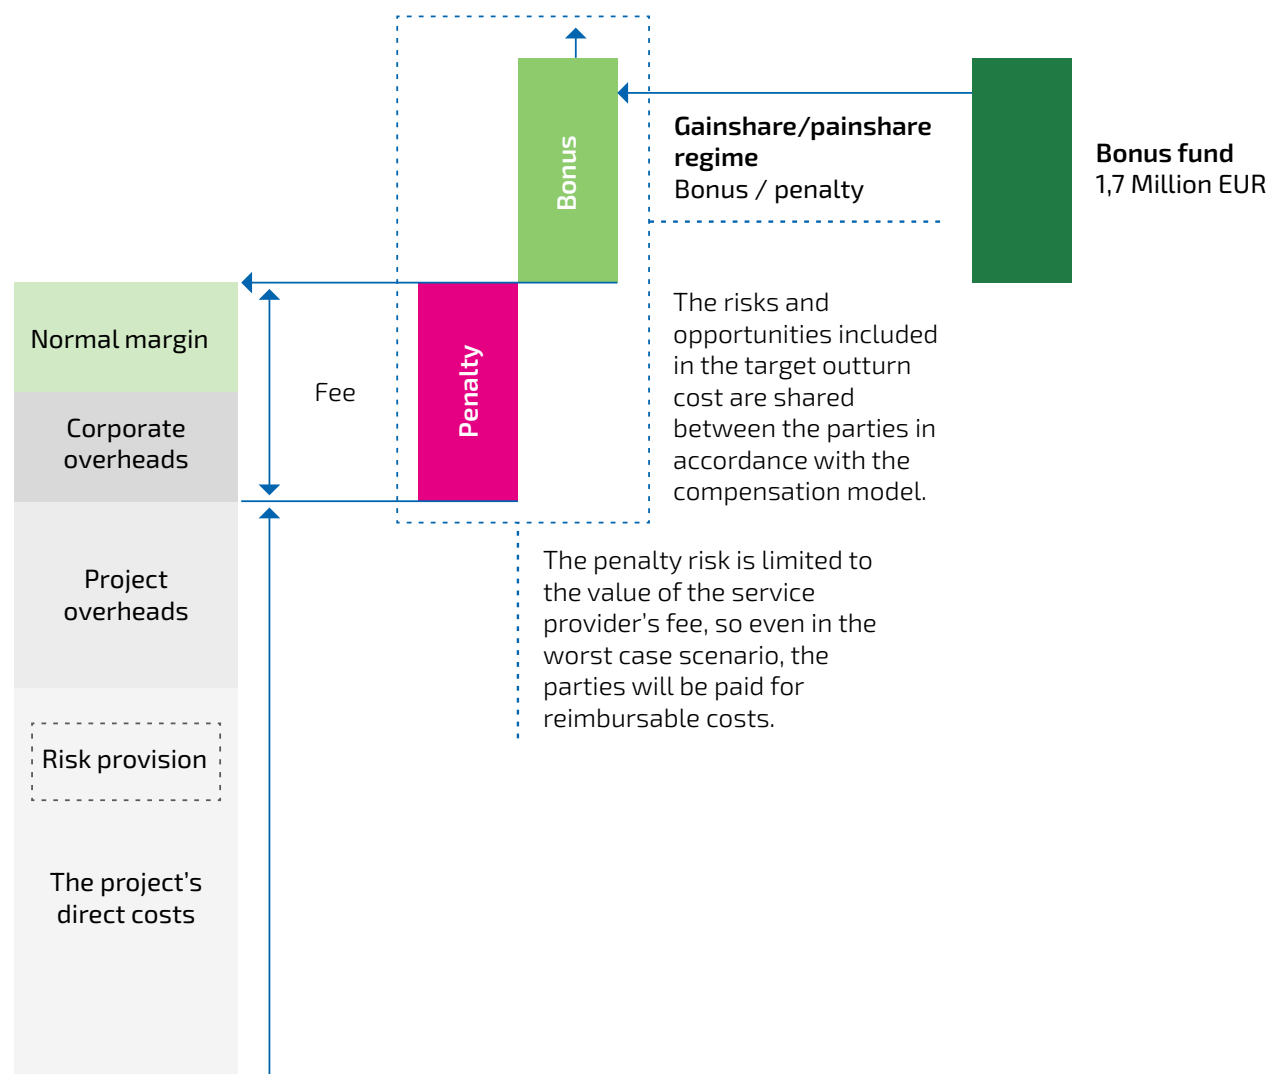 Bonus
Gainshare/painshare
regime
Bonus / penalty
Bonus fund
1,7 Million EUR
Normal margin
Corporate
overheads
Project
overheads
Risk provision
The project’s
direct costs
Fee
Penalty
The risks and
opportunities included
in the target outturn
cost are shared
between the parties in
accordance with the
compensation model.
The penalty risk is limited to
the value of the service
provider’s fee, so even in the
worst case scenario, the
parties will be paid for
reimbursable costs.